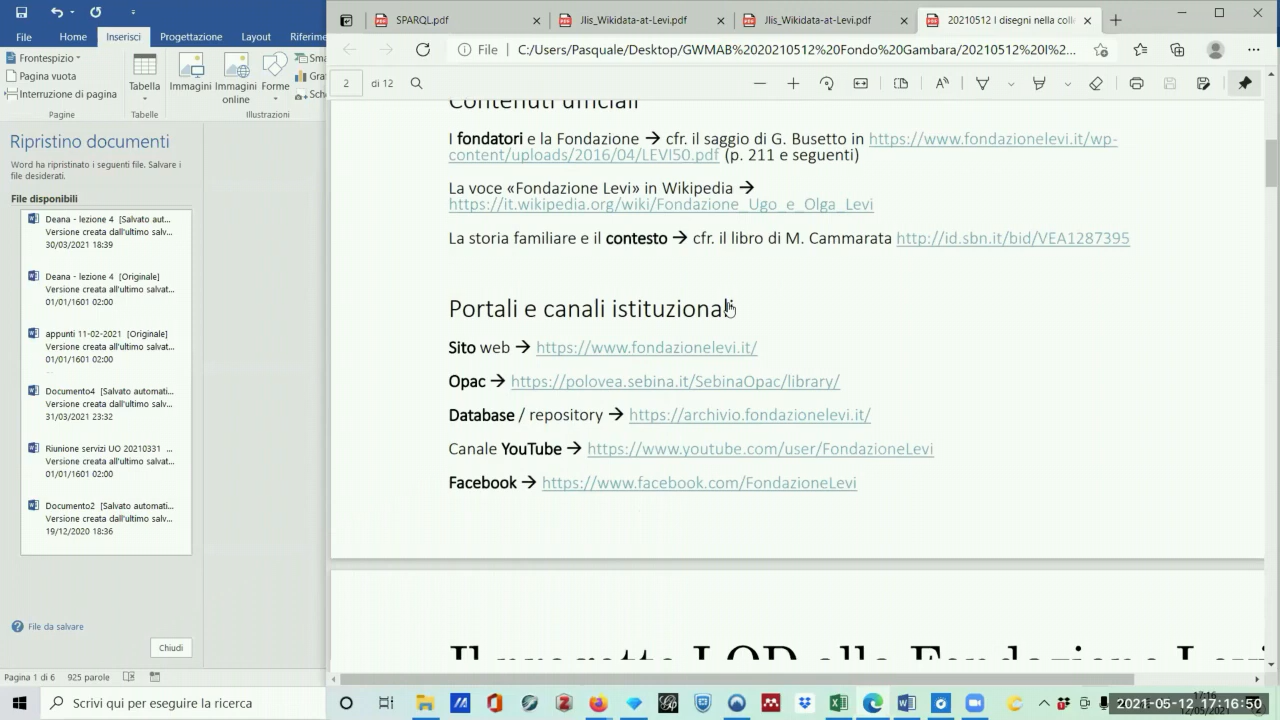 SPARQL.pdf
Jlis_Wikidata-at-Levi.pdf
Jlis_Wikidata-at-Levi.pdf
20210512 I disegni nella colle
File Home Inserisci Progettazione Layout Riferime
File C:/Users/Pasquale/Desktop/GWMAB%2020210512%20Fondo%20Gambara/20210512%20I%2...
Frontespizio
Pagina vuota
Interruzione di pagina
Pagine
Tabella
Tabelle
Immagini
Immagini online
Forme
Illustrazioni
2 di 12
Ripristino documenti
Word ha ripristinato i seguenti file. Salvare i
file desiderati.
File disponibili
Deana - lezione 4 [Salvato aut...
Versione creata dall'ultimo salv...
30/03/2021 18:39
Deana - lezione 4 [Originale]
Versione creata all'ultimo salvat...
01/01/1601 02:00
appunti 11-02-2021 [Originale]
Versione creata all'ultimo salvat...
01/01/1601 02:00
Documento4 [Salvato automati...
Versione creata dall'ultimo salv...
31/03/2021 23:32
Riunione servizi UO 20210331 ...
Versione creata all'ultimo salvat...
01/01/1601 02:00
Documento2 [Salvato automati...
Versione creata dall'ultimo salv...
19/12/2020 18:36
File da salvare
Chiudi
Pagina 1 di 6 925 parole
Contenuti ufficiali
I fondatori e la Fondazione → cfr. il saggio di G. Busetto in https://www.fondazionelevi.it/wp-
content/uploads/2016/04/LEVI50.pdf (p. 211 e seguenti)
La voce «Fondazione Levi» in Wikipedia →
https://it.wikipedia.org/wiki/Fondazione_Ugo_e_Olga_Levi
La storia familiare e il contesto → cfr. il libro di M. Cammarata http://id.sbn.it/bid/VEA1287395
Portali e canali istituzionali
Sito web → https://www.fondazionelevi.it/
Opac → https://polovea.sebina.it/SebinaOpac/library/
Database / repository → https://archivio.fondazionelevi.it/
Canale YouTube → https://www.youtube.com/user/FondazioneLevi
Facebook → https://www.facebook.com/FondazioneLevi
Il progetto LOD alla Fondazione Levi
Scrivi qui per eseguire la ricerca
17:16
12/05/2021
2021-05-12 17:16:50